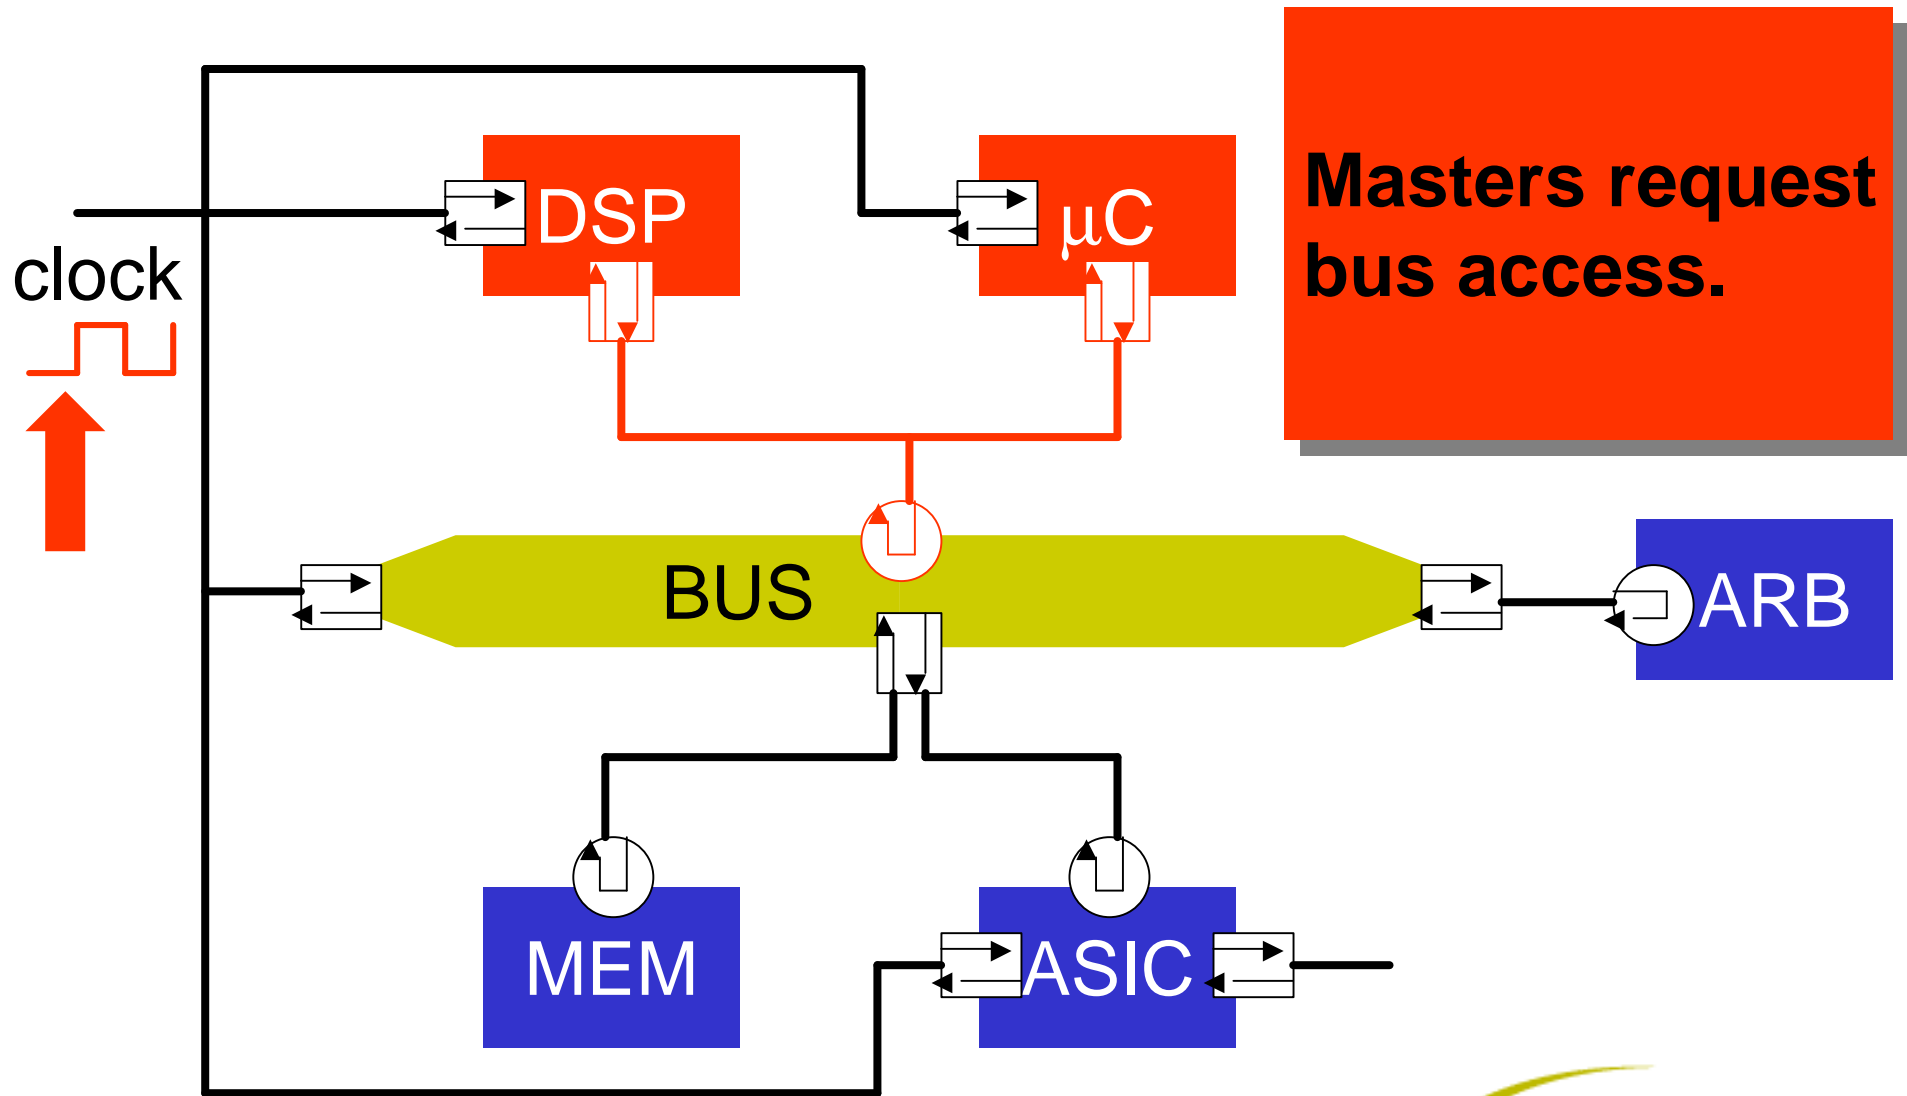 Masters request
bus access.
DSP
µC
clock
BUS
ARB
MEM
ASIC